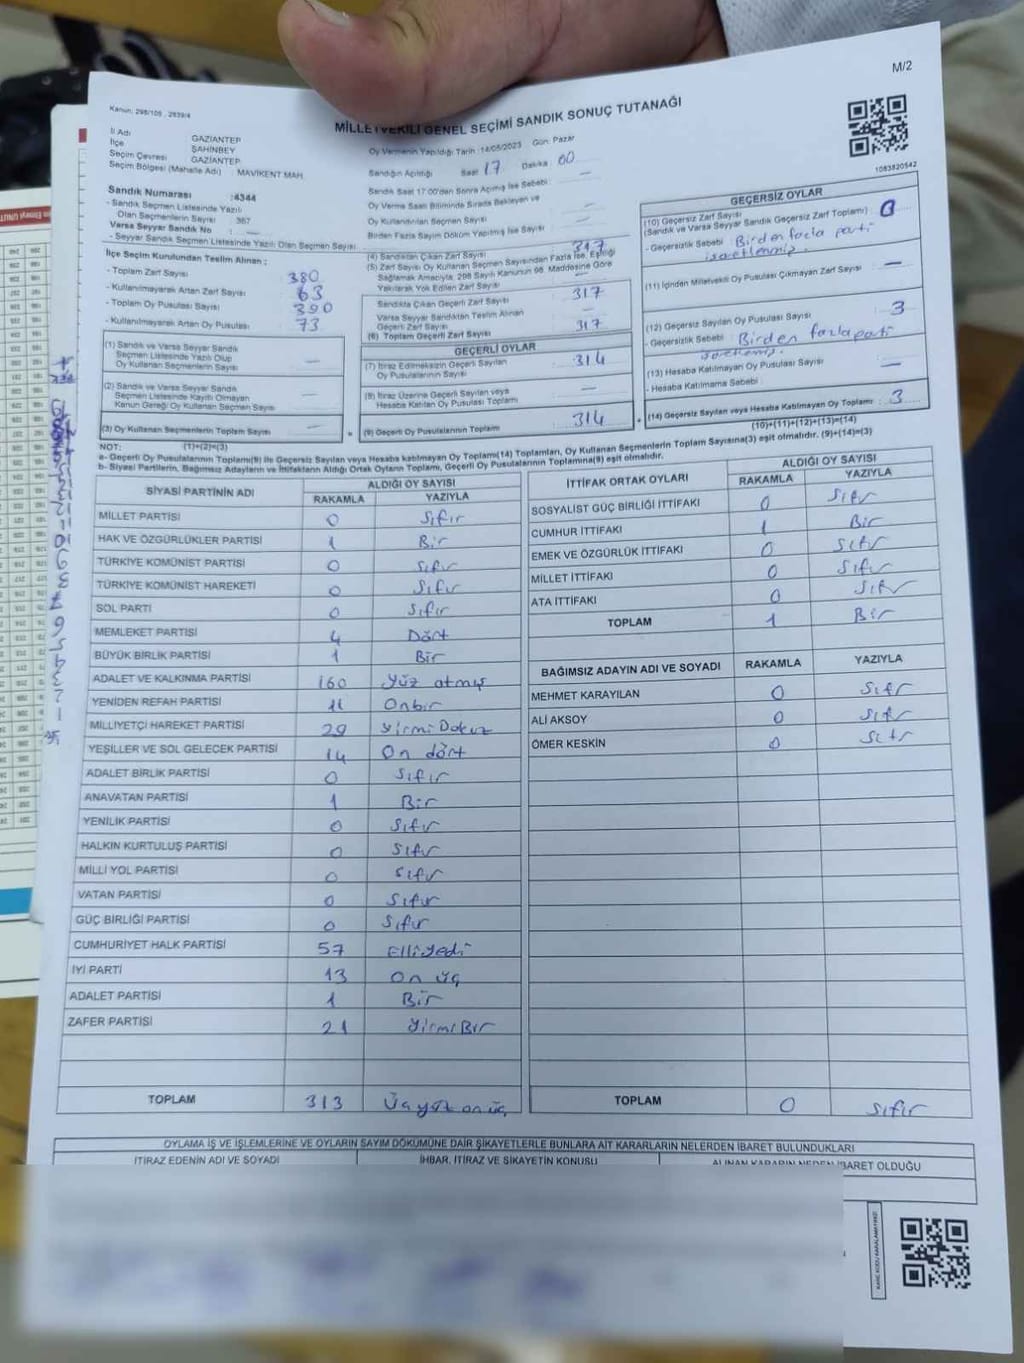 M/2
Kanun: 298/105 , 2839/4
MİLLETVEKİLİ GENEL SEÇİMİ SANDIK SONUÇ TUTANAĞI
İl Adı GAZİANTEP
İlçe ŞAHİNBEY
Seçim Çevresi GAZİANTEP
Seçim Bölgesi (Mahalle Adı) : MAVİKENT MAH.
Oy Vermenin Yapıldığı Tarih :14/05/2023 Gün: Pazar
Sandığın Açıldığı Saat 17 Dakika : 00
1083820542
Sandık Numarası :4344
- Sandık Seçmen Listesinde Yazılı
Olan Seçmenlerin Sayısı : 367
Varsa Seyyar Sandık No : —
- Seyyar Sandık Seçmen Listesinde Yazılı Olan Seçmen Sayısı
Sandık Saat 17:00'den Sonra Açılmış İse Sebebi : —
Oy Verme Saati Bitiminde Sırada Bekleyen ve
Oy Kullandırılan Seçmen Sayısı —
Birden Fazla Sayım Döküm Yapılmış İse Sayısı —
İlçe Seçim Kurulundan Teslim Alınan :
- Toplam Zarf Sayısı 380
- Kullanılmayarak Artan Zarf Sayısı 63
- Toplam Oy Pusulası Sayısı 390
- Kullanılmayarak Artan Oy Pusulası 73
(1) Sandık ve Varsa Seyyar Sandık
Seçmen Listesinde Yazılı Olup
Oy Kullanan Seçmenlerin Sayısı —
(2) Sandık ve Varsa Seyyar Sandık
Seçmen Listesinde Kayıtlı Olmayan
Kanun Gereği Oy Kullanan Seçmen Sayısı —
(3) Oy Kullanan Seçmenlerin Toplam Sayısı —
(1)+(2)=(3)
(4) Sandıktan Çıkan Zarf Sayısı 317
(5) Zarf Sayısı Oy Kullanan Seçmen Sayısından Fazla İse, Eşitliği
Sağlamak Amacıyla, 298 Sayılı Kanunun 98. Maddesine Göre
Yakılarak Yok Edilen Zarf Sayısı —
Sandıkta Çıkan Geçerli Zarf Sayısı 317
Varsa Seyyar Sandıktan Teslim Alınan
Geçerli Zarf Sayısı —
(6) Toplam Geçerli Zarf Sayısı 317
GEÇERLİ OYLAR
(7) İtiraz Edilmeksizin Geçerli Sayılan
Oy Pusulalarının Sayısı 314
(8) İtiraz Üzerine Geçerli Sayılan veya
Hesaba Katılan Oy Pusulası Toplamı —
(9) Geçerli Oy Pusulalarının Toplamı 314
GEÇERSİZ OYLAR
(10) Geçersiz Zarf Sayısı
(Sandık ve Varsa Seyyar Sandık Geçersiz Zarf Toplamı) : 0
- Geçersizlik Sebebi : Birden fazla parti
işaretlenmiş
(11) İçinden Milletvekili Oy Pusulası Çıkmayan Zarf Sayısı —
(12) Geçersiz Sayılan Oy Pusulası Sayısı 3
- Geçersizlik Sebebi : Birden fazla parti
işaretlemiş
(13) Hesaba Katılmayan Oy Pusulası Sayısı —
- Hesaba Katılmama Sebebi :
(14) Geçersiz Sayılan veya Hesaba Katılmayan Oy Toplamı : 3
(10)+(11)+(12)+(13)=(14)
NOT:
a- Geçerli Oy Pusulalarının Toplamı(9) ile Geçersiz Sayılan veya Hesaba katılmayan Oy Toplamı(14) Toplamları, Oy Kullanan Seçmenlerin Toplam Sayısına(3) eşit olmalıdır. (9)+(14)=(3)
b- Siyasi Partilerin, Bağımsız Adayların ve İttifakların Aldığı Ortak Oyların Toplamı, Geçerli Oy Pusulalarının Toplamına(9) eşit olmalıdır.
SİYASİ PARTİNİN ADI ALDIĞI OY SAYISI
RAKAMLA YAZIYLA
MİLLET PARTİSİ 0 Sıfır
HAK VE ÖZGÜRLÜKLER PARTİSİ 1 Bir
TÜRKİYE KOMÜNİST PARTİSİ 0 Sıfır
TÜRKİYE KOMÜNİST HAREKETİ 0 Sıfır
SOL PARTİ 0 Sıfır
MEMLEKET PARTİSİ 4 Dört
BÜYÜK BİRLİK PARTİSİ 1 Bir
ADALET VE KALKINMA PARTİSİ 160 Yüz atmış
YENİDEN REFAH PARTİSİ 11 Onbir
MİLLİYETÇİ HAREKET PARTİSİ 29 Yirmi Dokuz
YEŞİLLER VE SOL GELECEK PARTİSİ 14 On dört
ADALET BİRLİK PARTİSİ 0 Sıfır
ANAVATAN PARTİSİ 1 Bir
YENİLİK PARTİSİ 0 Sıfır
HALKIN KURTULUŞ PARTİSİ 0 Sıfır
MİLLİ YOL PARTİSİ 0 Sıfır
VATAN PARTİSİ 0 Sıfır
GÜÇ BİRLİĞİ PARTİSİ 0 Sıfır
CUMHURİYET HALK PARTİSİ 57 Elliyedi
İYİ PARTİ 13 On üç
ADALET PARTİSİ 1 Bir
ZAFER PARTİSİ 21 Yirmi Bir
TOPLAM 313 Üç yüz on üç
İTTİFAK ORTAK OYLARI ALDIĞI OY SAYISI
RAKAMLA YAZIYLA
SOSYALİST GÜÇ BİRLİĞİ İTTİFAKI 0 Sıfır
CUMHUR İTTİFAKI 1 Bir
EMEK VE ÖZGÜRLÜK İTTİFAKI 0 Sıfır
MİLLET İTTİFAKI 0 Sıfır
ATA İTTİFAKI 0 Sıfır
TOPLAM 1 Bir
BAĞIMSIZ ADAYIN ADI VE SOYADI RAKAMLA YAZIYLA
MEHMET KARAYILAN 0 Sıfır
ALİ AKSOY 0 Sıfır
ÖMER KESKİN 0 Sıfır
TOPLAM 0 Sıfır
OYLAMA İŞ VE İŞLEMLERİNE VE OYLARIN SAYIM DÖKÜMÜNE DAİR ŞİKAYETLERLE BUNLARA AİT KARARLARIN NELERDEN İBARET BULUNDUKLARI
İTİRAZ EDENİN ADI VE SOYADI İHBAR, İTİRAZ VE ŞİKAYETİN KONUSU ALINAN KARARIN NEDEN İBARET OLDUĞU